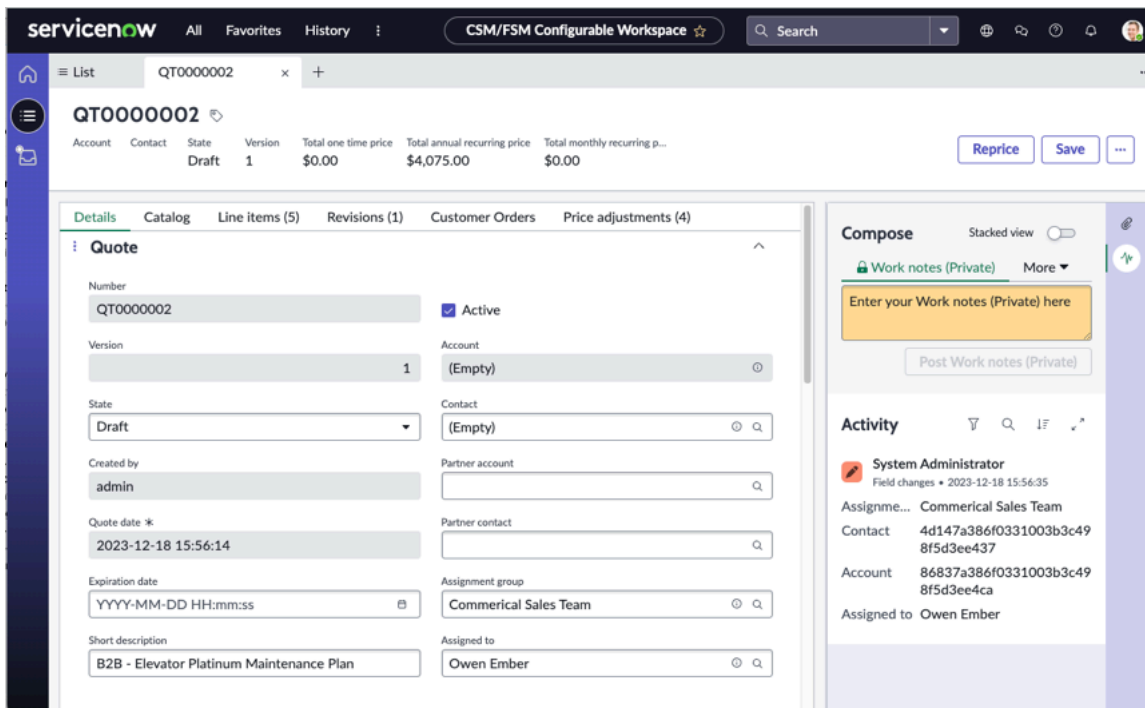 servicenow All Favorites History CSM/FSM Configurable Workspace Search
List QT0000002
QT0000002
Account Contact State Version Total one time price Total annual recurring price Total monthly recurring p...
Draft 1 $0.00 $4,075.00 $0.00
Reprice Save
Details Catalog Line items (5) Revisions (1) Customer Orders Price adjustments (4)
Quote
Number
QT0000002
Active
Version
1
Account
(Empty)
State
Draft
Contact
(Empty)
Created by
admin
Partner account
Quote date *
2023-12-18 15:56:14
Partner contact
Expiration date
YYYY-MM-DD HH:mm:ss
Assignment group
Commerical Sales Team
Short description
B2B - Elevator Platinum Maintenance Plan
Assigned to
Owen Ember
Compose Stacked view
Work notes (Private) More
Enter your Work notes (Private) here
Post Work notes (Private)
Activity
System Administrator
Field changes • 2023-12-18 15:56:35
Assignme... Commerical Sales Team
Contact 4d147a386f0331003b3c49
8f5d3ee437
Account 86837a386f0331003b3c49
8f5d3ee4ca
Assigned to Owen Ember